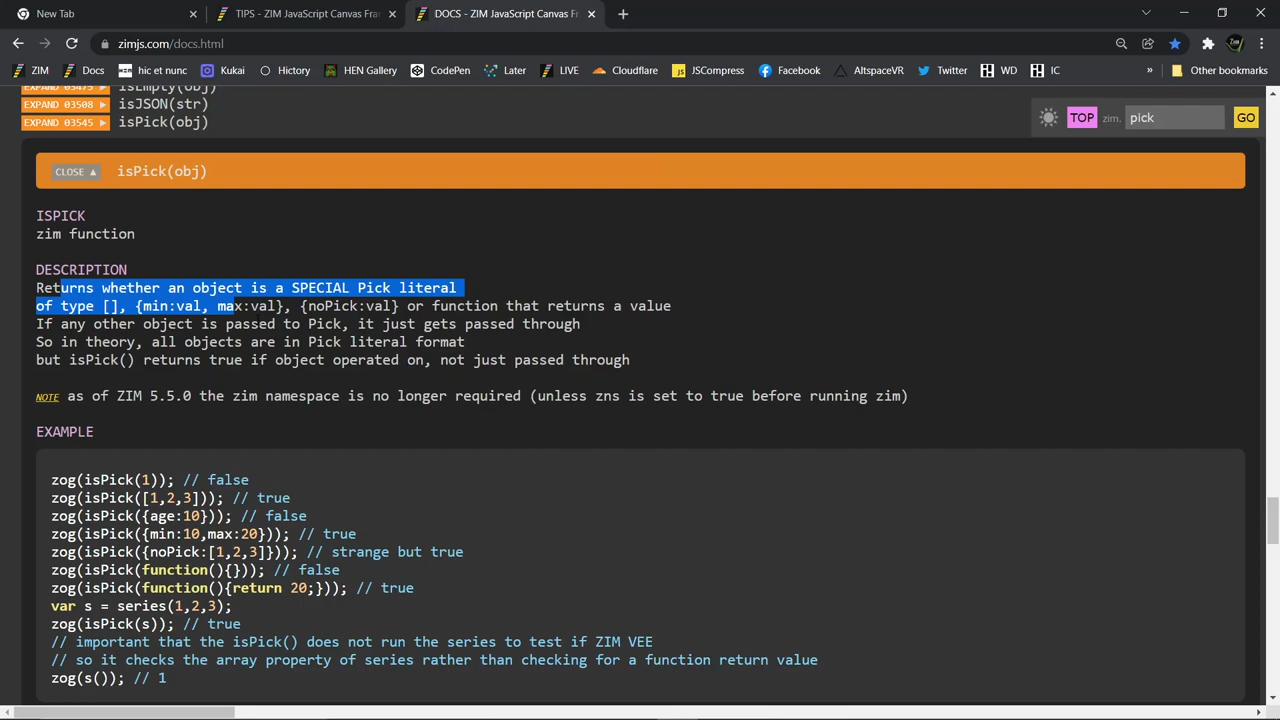 New Tab
TIPS - ZIM JavaScript Canvas Fra
DOCS - ZIM JavaScript Canvas F
zimjs.com/docs.html
ZIM
Docs
hic et nunc
Kukai
Hictory
HEN Gallery
CodePen
Later
LIVE
Cloudflare
JS JSCompress
Facebook
AltspaceVR
Twitter
WD
IC
»
Other bookmarks
EXPAND 03475 ▶ isEmpty(obj)
EXPAND 03508 ▶ isJSON(str)
EXPAND 03545 ▶ isPick(obj)
TOP zim. pick GO
CLOSE ▲ isPick(obj)
ISPICK
zim function
DESCRIPTION
Returns whether an object is a SPECIAL Pick literal
of type [], {min:val, max:val}, {noPick:val} or function that returns a value
If any other object is passed to Pick, it just gets passed through
So in theory, all objects are in Pick literal format
but isPick() returns true if object operated on, not just passed through
NOTE as of ZIM 5.5.0 the zim namespace is no longer required (unless zns is set to true before running zim)
EXAMPLE
zog(isPick(1)); // false
zog(isPick([1,2,3])); // true
zog(isPick({age:10})); // false
zog(isPick({min:10,max:20})); // true
zog(isPick({noPick:[1,2,3]})); // strange but true
zog(isPick(function(){})); // false
zog(isPick(function(){return 20;})); // true
var s = series(1,2,3);
zog(isPick(s)); // true
// important that the isPick() does not run the series to test if ZIM VEE
// so it checks the array property of series rather than checking for a function return value
zog(s()); // 1